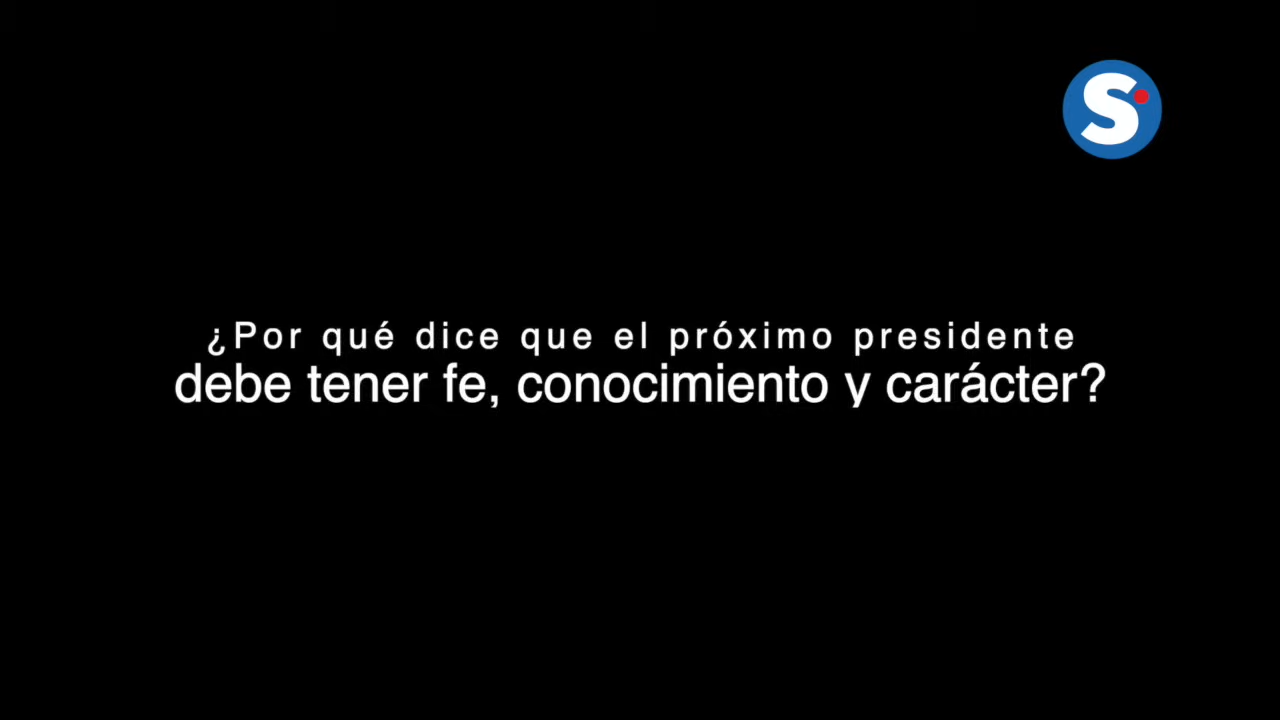 S
¿Por qué dice que el próximo presidente
debe tener fe, conocimiento y carácter?